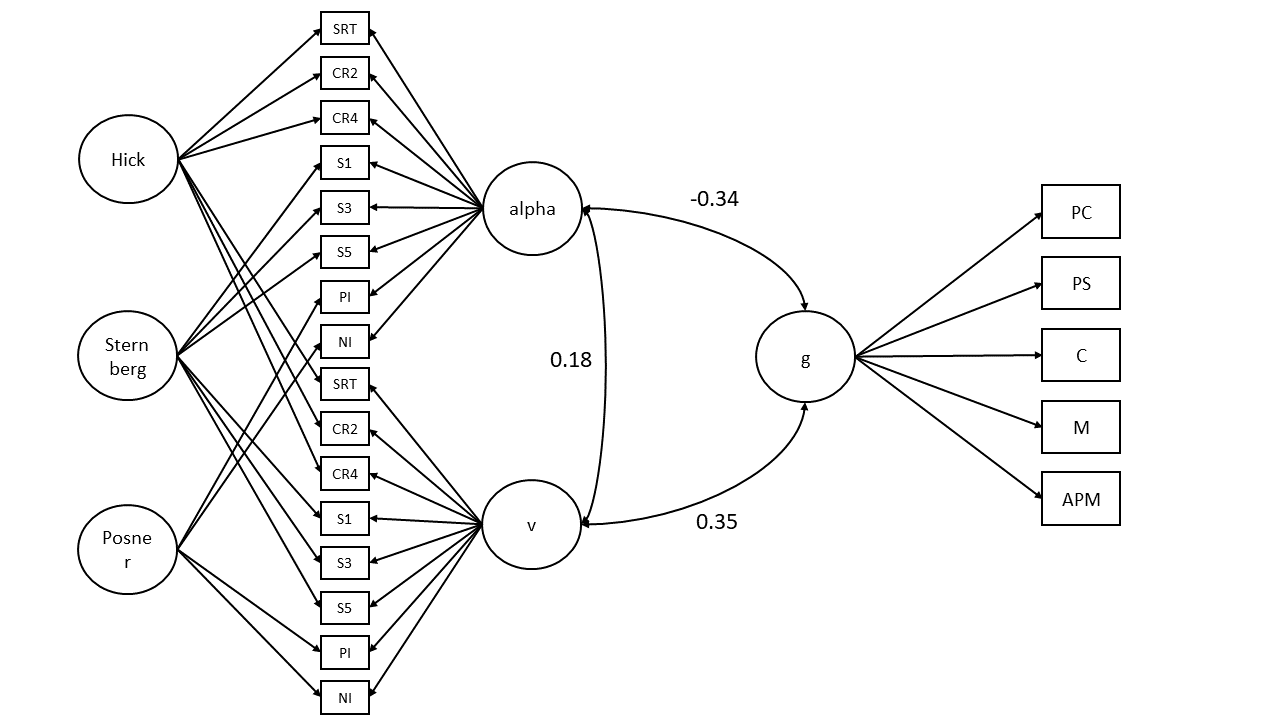 Hick
Stern
berg
Posne
r
SRT
CR2
CR4
S1
S3
S5
PI
NI
SRT
CR2
CR4
S1
S3
S5
PI
NI
alpha
v
-0.34
0.18
0.35
g
PC
PS
C
M
APM